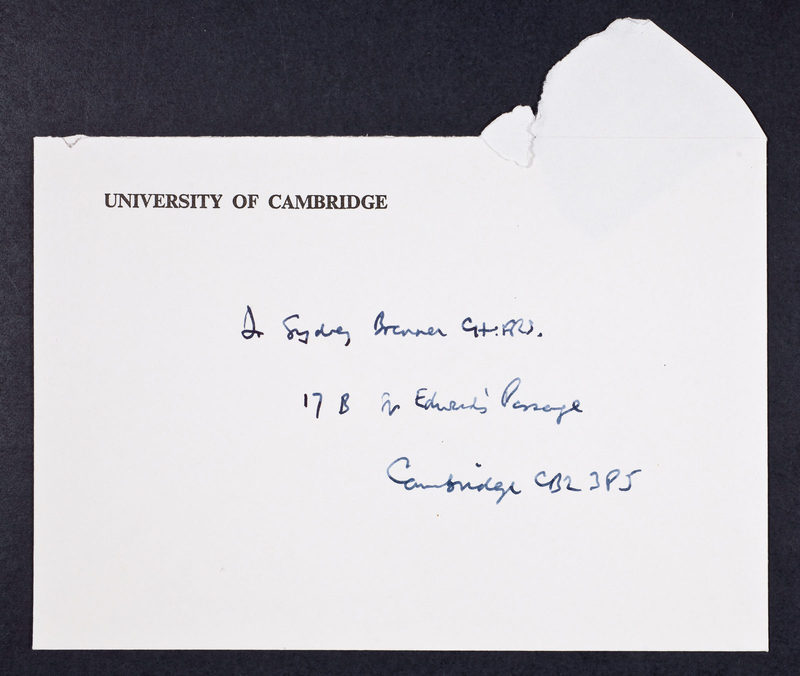 UNIVERSITY OF CAMBRIDGE
Dr Sydney Brenner CH. FRS.
17 B St Edward's Passage
Cambridge CB2 3PJ